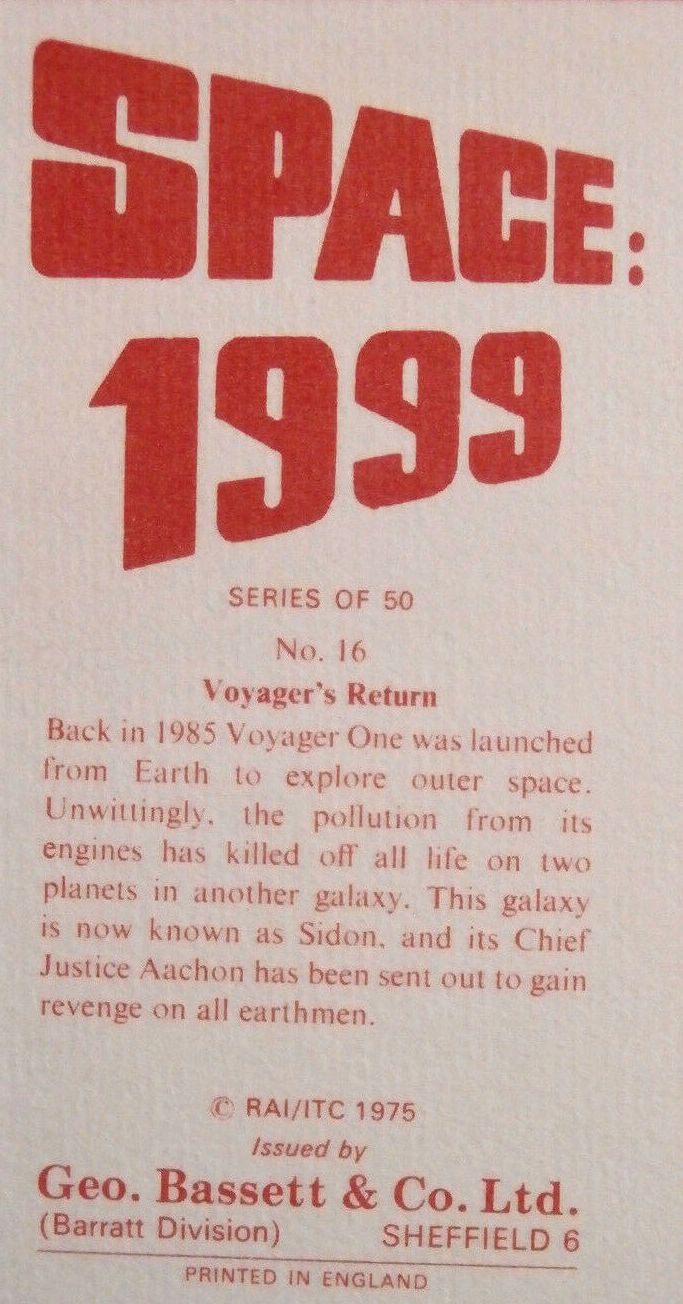 SPACE:
1999
SERIES OF 50
No. 16
Voyager's Return
Back in 1985 Voyager One was launched
from Earth to explore outer space.
Unwittingly, the pollution from its
engines has killed off all life on two
planets in another galaxy. This galaxy
is now known as Sidon, and its Chief
Justice Aachon has been sent out to gain
revenge on all earthmen.
© RAI/ITC 1975
Issued by
Geo. Bassett & Co. Ltd.
(Barratt Division) SHEFFIELD 6
PRINTED IN ENGLAND